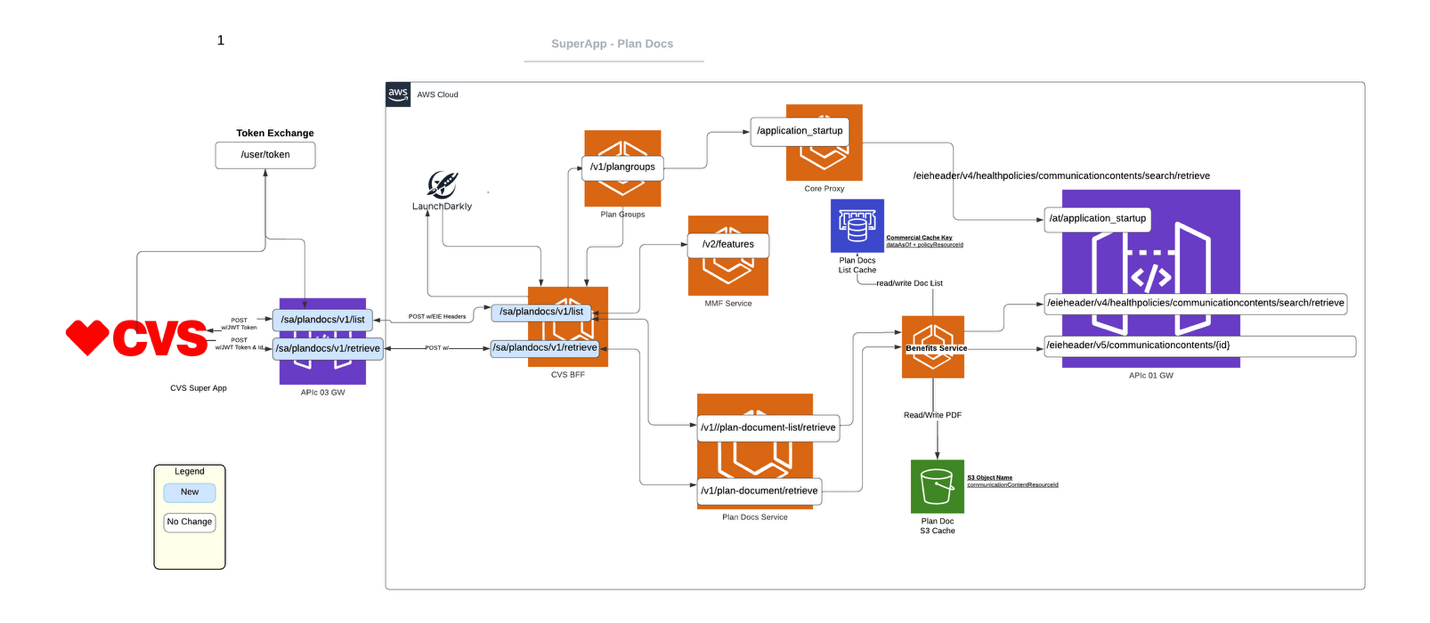 1
SuperApp - Plan Docs
aws
AWS Cloud
Token Exchange
/user/token
LaunchDarkly
/v1/plangroups
Plan Groups
/application_startup
Core Proxy
/eieheader/v4/healthpolicies/communicationcontents/search/retrieve
/at/application_startup
/v2/features
MMF Service
Commercial Cache Key
dataAsOf + policyResourceId
Plan Docs
List Cache
read/write Doc List
CVS
CVS Super App
POST
w/JWT Token
POST
w/JWT Token & Id
/sa/plandocs/v1/list
/sa/plandocs/v1/retrieve
APIc 03 GW
POST w/EIE Headers
POST w/
/sa/plandocs/v1/list
/sa/plandocs/v1/retrieve
CVS BFF
Benefits Service
/eieheader/v4/healthpolicies/communicationcontents/search/retrieve
/eieheader/v5/communicationcontents/{id}
APIc 01 GW
Read/Write PDF
/v1//plan-document-list/retrieve
/v1/plan-document/retrieve
Plan Docs Service
S3 Object Name
communicationContentResourceId
Plan Doc
S3 Cache
Legend
New
No Change